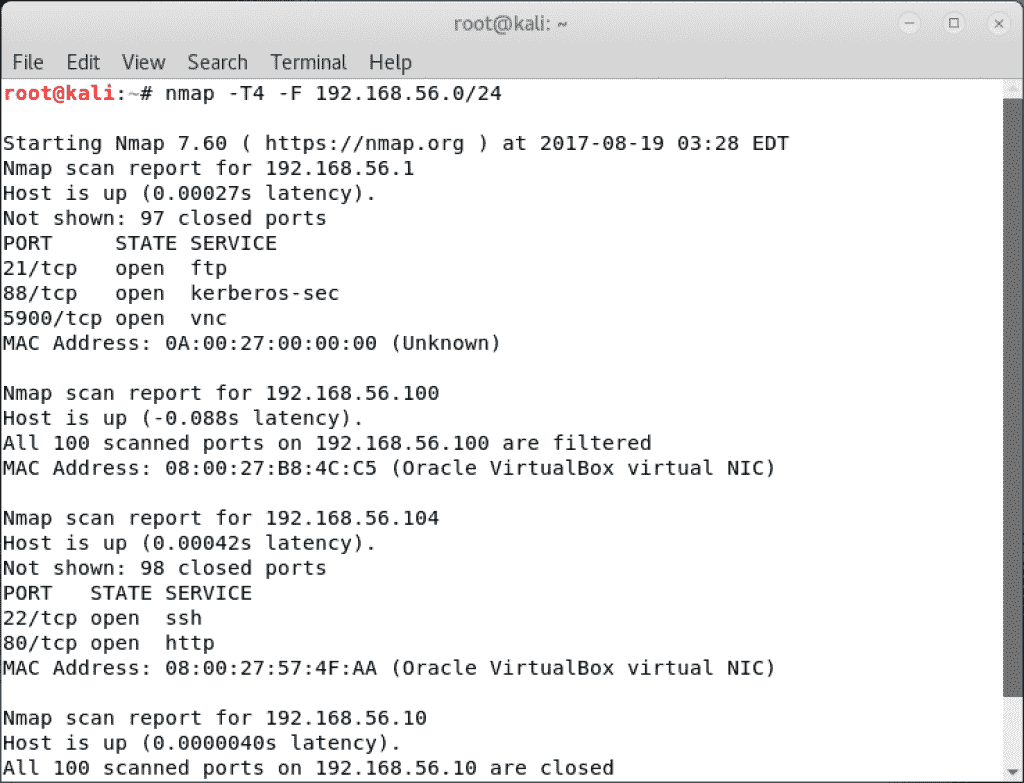 root@kali: ~
File Edit View Search Terminal Help
root@kali:~# nmap -T4 -F 192.168.56.0/24
Starting Nmap 7.60 ( https://nmap.org ) at 2017-08-19 03:28 EDT
Nmap scan report for 192.168.56.1
Host is up (0.00027s latency).
Not shown: 97 closed ports
PORT     STATE SERVICE
21/tcp   open  ftp
88/tcp   open  kerberos-sec
5900/tcp open  vnc
MAC Address: 0A:00:27:00:00:00 (Unknown)
Nmap scan report for 192.168.56.100
Host is up (-0.088s latency).
All 100 scanned ports on 192.168.56.100 are filtered
MAC Address: 08:00:27:B8:4C:C5 (Oracle VirtualBox virtual NIC)
Nmap scan report for 192.168.56.104
Host is up (0.00042s latency).
Not shown: 98 closed ports
PORT   STATE SERVICE
22/tcp open  ssh
80/tcp open  http
MAC Address: 08:00:27:57:4F:AA (Oracle VirtualBox virtual NIC)
Nmap scan report for 192.168.56.10
Host is up (0.0000040s latency).
All 100 scanned ports on 192.168.56.10 are closed